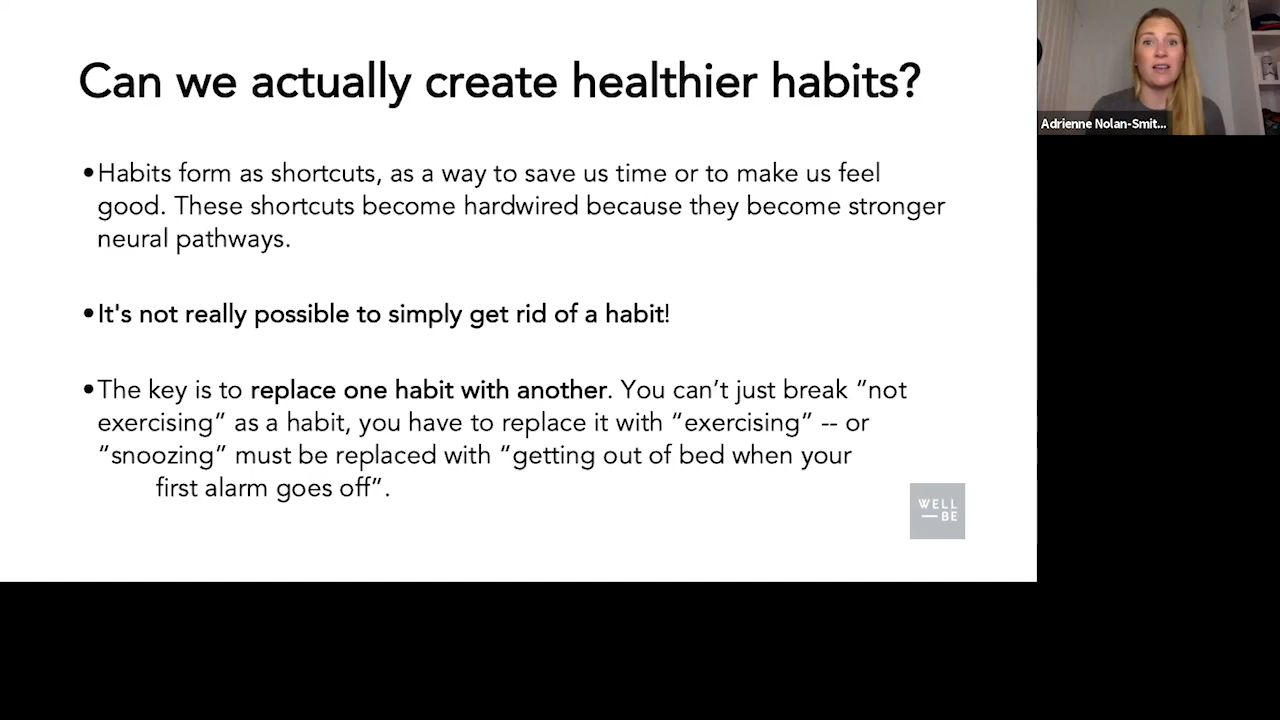 Can we actually create healthier habits?
•Habits form as shortcuts, as a way to save us time or to make us feel
good. These shortcuts become hardwired because they become stronger
neural pathways.
•It's not really possible to simply get rid of a habit!
•The key is to replace one habit with another. You can’t just break “not
exercising” as a habit, you have to replace it with “exercising” -- or
“snoozing” must be replaced with “getting out of bed when your
first alarm goes off”.
WELL
—BE
Adrienne Nolan-Smit...